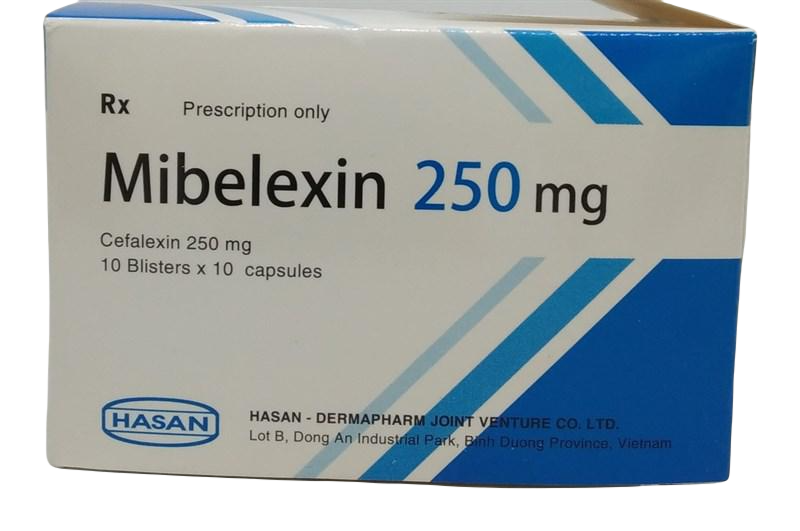 Rx Prescription only
Mibelexin 250 mg
Cefalexin 250 mg
10 Blisters x 10 capsules
HASAN
HASAN - DERMAPHARM JOINT VENTURE CO. LTD.
Lot B, Dong An Industrial Park, Binh Duong Province, Vietnam